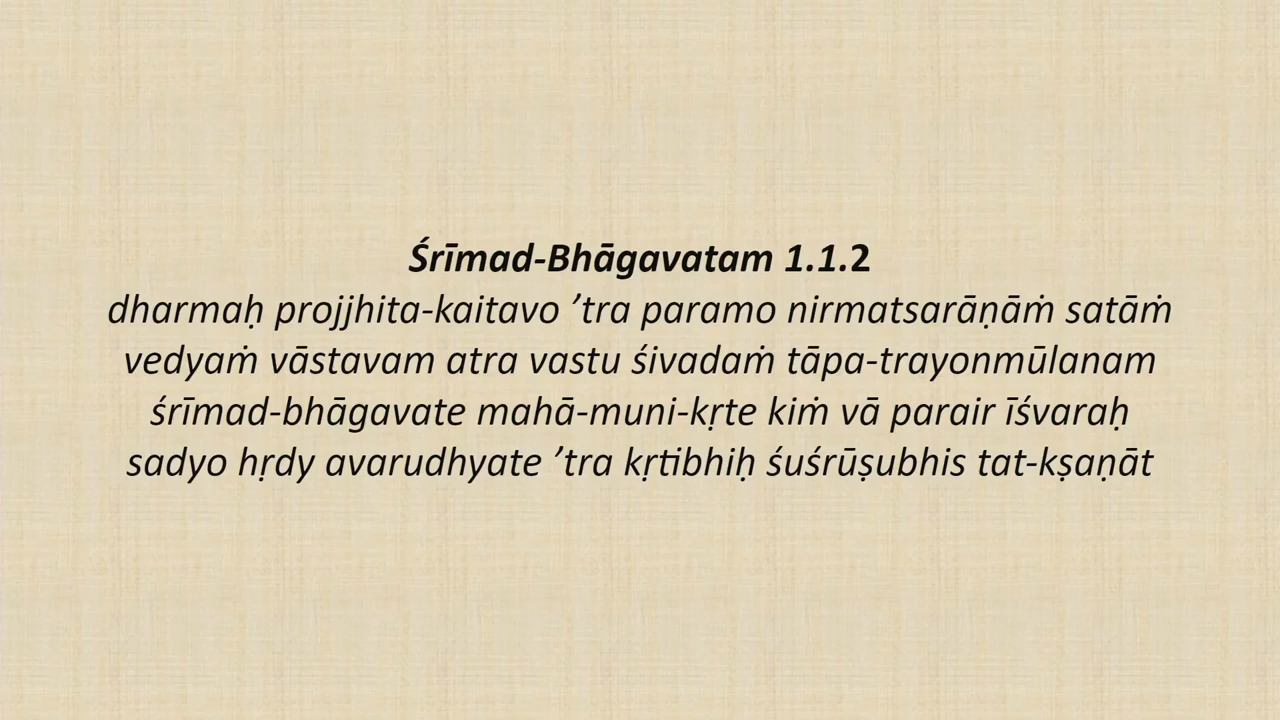 Śrīmad-Bhāgavatam 1.1.2
dharmaḥ projjhita-kaitavo ’tra paramo nirmatsarāṇāṁ satāṁ
vedyaṁ vāstavam atra vastu śivadaṁ tāpa-trayonmūlanam
śrīmad-bhāgavate mahā-muni-kṛte kiṁ vā parair īśvaraḥ
sadyo hṛdy avarudhyate ’tra kṛtibhiḥ śuśrūṣubhis tat-kṣaṇāt